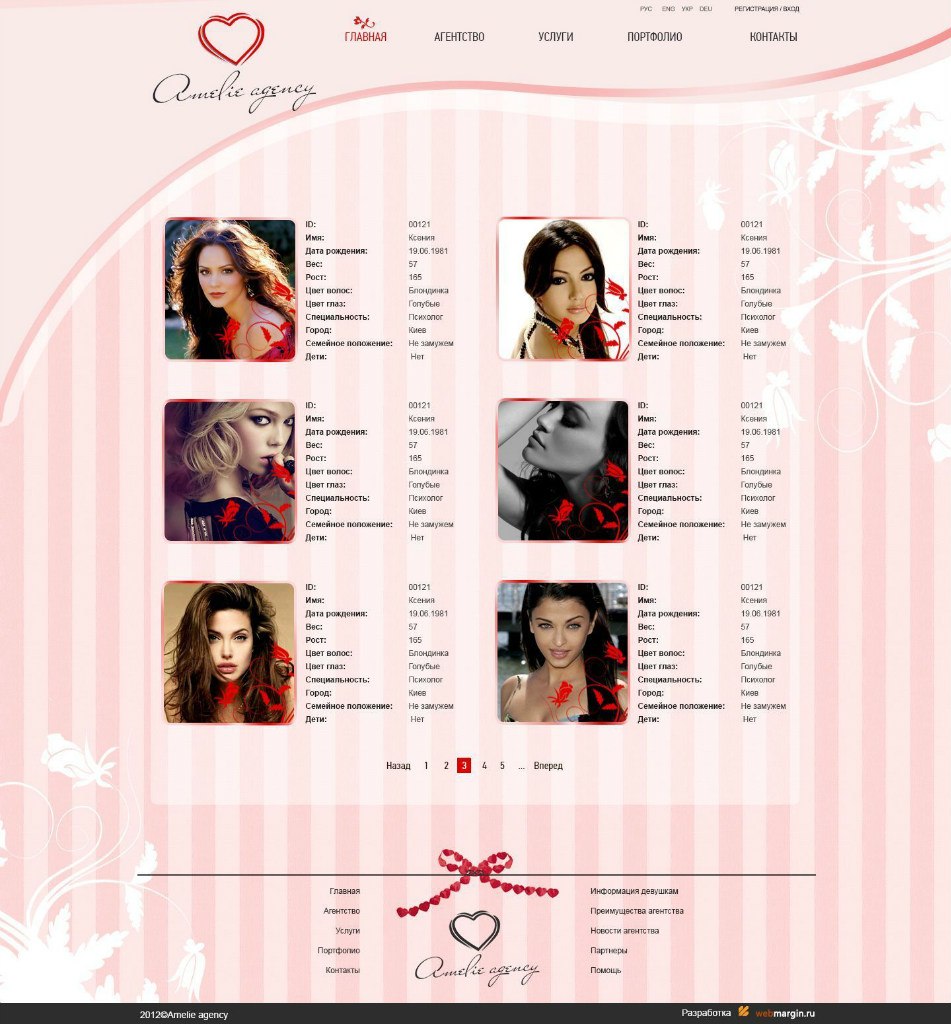 РУС ENG УКР DEU РЕГИСТРАЦИЯ / ВХОД
ГЛАВНАЯ АГЕНТСТВО УСЛУГИ ПОРТФОЛИО КОНТАКТЫ
Amelie agency
ID: 00121
Имя: Ксения
Дата рождения: 19.06.1981
Вес: 57
Рост: 165
Цвет волос: Блондинка
Цвет глаз: Голубые
Специальность: Психолог
Город: Киев
Семейное положение: Не замужем
Дети: Нет
ID: 00121
Имя: Ксения
Дата рождения: 19.06.1981
Вес: 57
Рост: 165
Цвет волос: Блондинка
Цвет глаз: Голубые
Специальность: Психолог
Город: Киев
Семейное положение: Не замужем
Дети: Нет
ID: 00121
Имя: Ксения
Дата рождения: 19.06.1981
Вес: 57
Рост: 165
Цвет волос: Блондинка
Цвет глаз: Голубые
Специальность: Психолог
Город: Киев
Семейное положение: Не замужем
Дети: Нет
ID: 00121
Имя: Ксения
Дата рождения: 19.06.1981
Вес: 57
Рост: 165
Цвет волос: Блондинка
Цвет глаз: Голубые
Специальность: Психолог
Город: Киев
Семейное положение: Не замужем
Дети: Нет
ID: 00121
Имя: Ксения
Дата рождения: 19.06.1981
Вес: 57
Рост: 165
Цвет волос: Блондинка
Цвет глаз: Голубые
Специальность: Психолог
Город: Киев
Семейное положение: Не замужем
Дети: Нет
ID: 00121
Имя: Ксения
Дата рождения: 19.06.1981
Вес: 57
Рост: 165
Цвет волос: Блондинка
Цвет глаз: Голубые
Специальность: Психолог
Город: Киев
Семейное положение: Не замужем
Дети: Нет
Назад 1 2 3 4 5 ... Вперед
Главная
Агентство
Услуги
Портфолио
Контакты
Amelie agency
Информация девушкам
Преимущества агентства
Новости агентства
Партнеры
Помощь
2012©Amelie agency
Разработка webmargin.ru